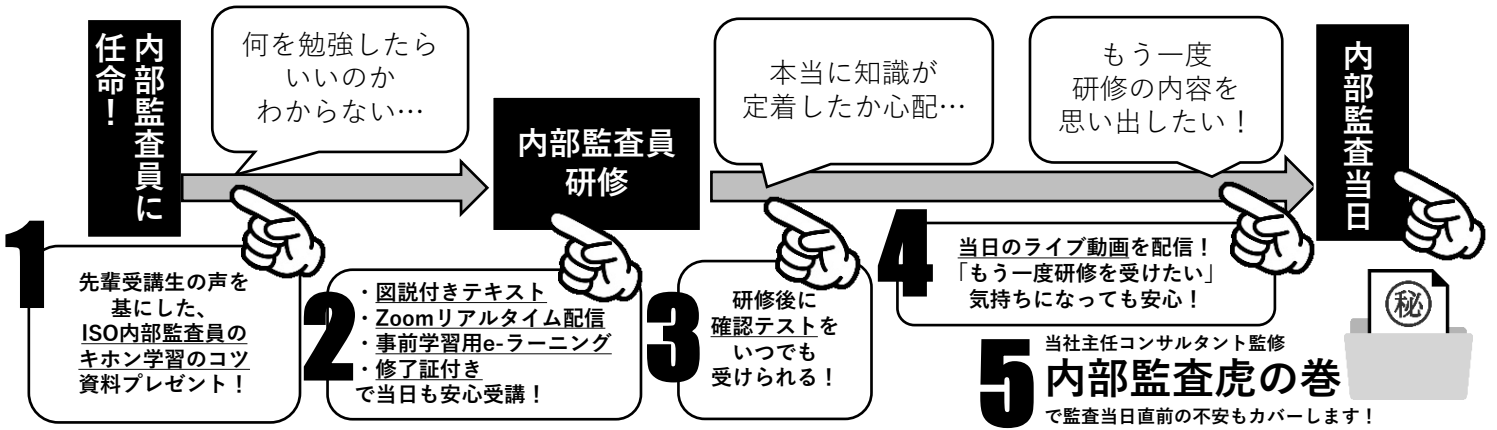 内部監査員に
任命！
何を勉強したら
いいのか
わからない…
内部監査員
研修
本当に知識が
定着したか心配…
もう一度
研修の内容を
思い出したい！
内部監査当日
1
先輩受講生の声を
基にした、
ISO内部監査員の
キホン学習のコツ
資料プレゼント！
2
・図説付きテキスト
・Zoomリアルタイム配信
・事前学習用e-ラーニング
・修了証付き
で当日も安心受講！
3
研修後に
確認テストを
いつでも
受けられる！
4
当日のライブ動画を配信！
「もう一度研修を受けたい」
気持ちになっても安心！
5
当社主任コンサルタント監修
内部監査虎の巻
で監査当日直前の不安もカバーします！
㊙